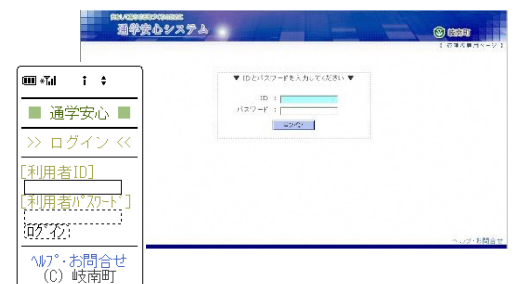 通学安心システム
岐南町
▼ IDとパスワードを入力してください ▼
ID :
パスワード :
ログイン
ヘルプ・お問合せ
■ 通学安心 ■
>> ログイン <<
[利用者ID]
[利用者ﾊﾟｽﾜｰﾄﾞ]
ﾛｸﾞｲﾝ
ﾍﾙﾌﾟ・お問合せ
(C) 岐南町